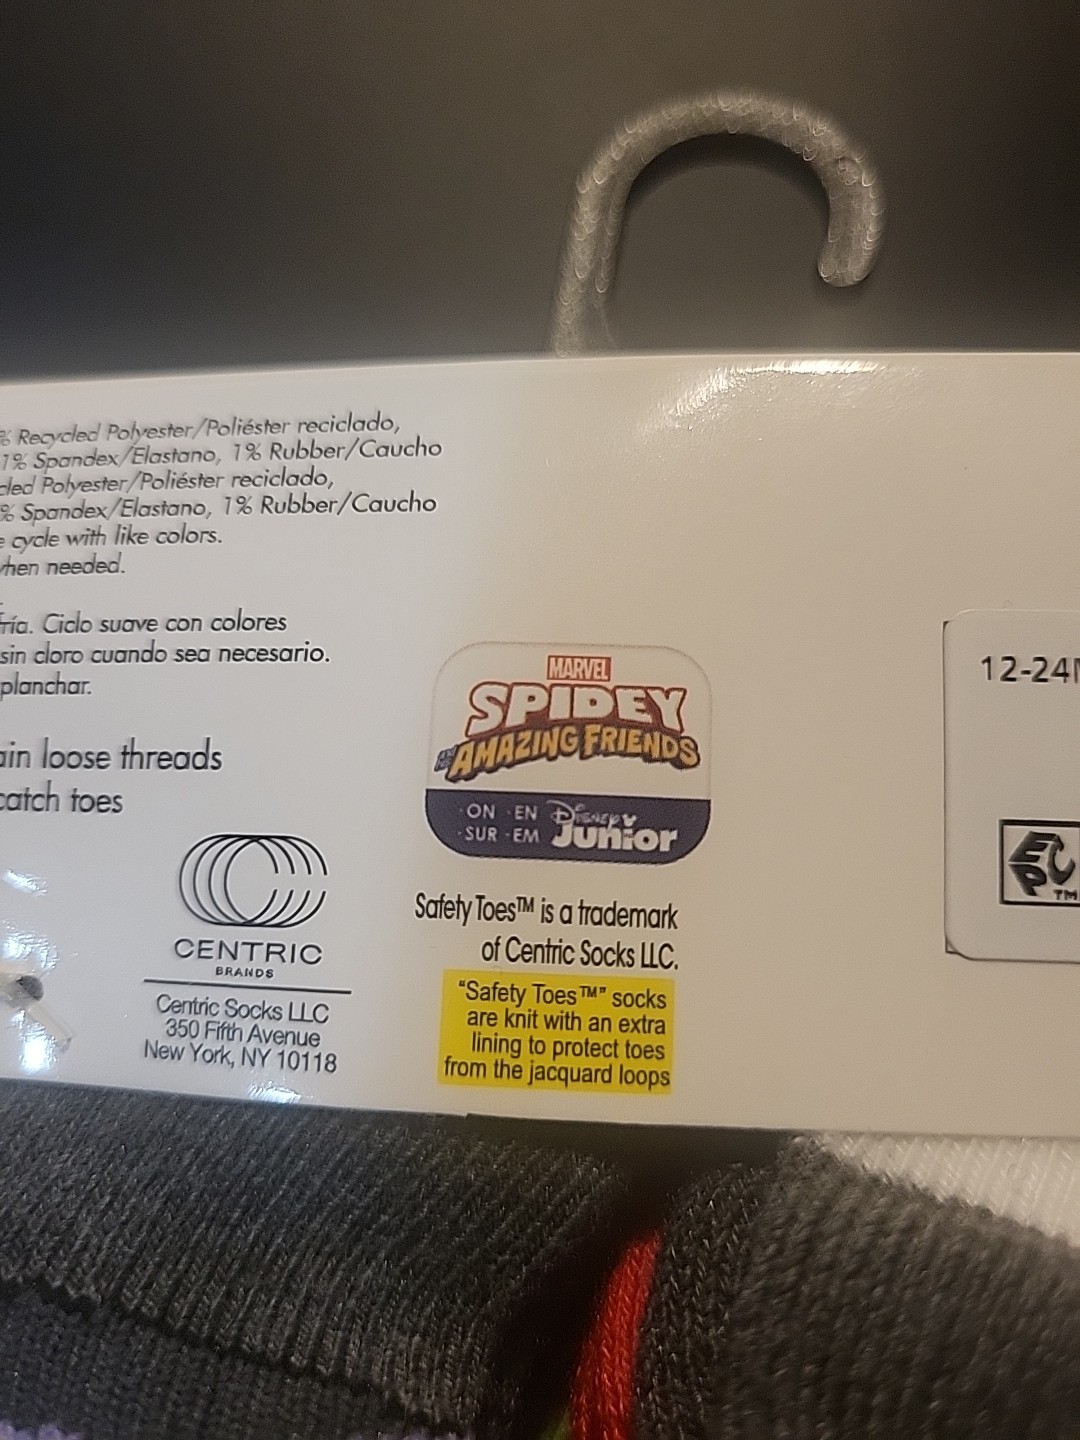 % Recycled Polyester/Poliéster reciclado,
1% Spandex/Elastano, 1% Rubber/Caucho
cled Polyester/Poliéster reciclado,
% Spandex/Elastano, 1% Rubber/Caucho
e cycle with like colors.
when needed.
fría. Ciclo suave con colores
sin cloro cuando sea necesario.
planchar.
ain loose threads
catch toes
CENTRIC
BRANDS
Centric Socks LLC
350 Fifth Avenue
New York, NY 10118
MARVEL
SPIDEY
AND HIS AMAZING FRIENDS
·ON ·EN Disney
·SUR ·EM Junior
Safety Toes™ is a trademark
of Centric Socks LLC.
"Safety Toes™" socks
are knit with an extra
lining to protect toes
from the jacquard loops
12-24M
ECP
TM